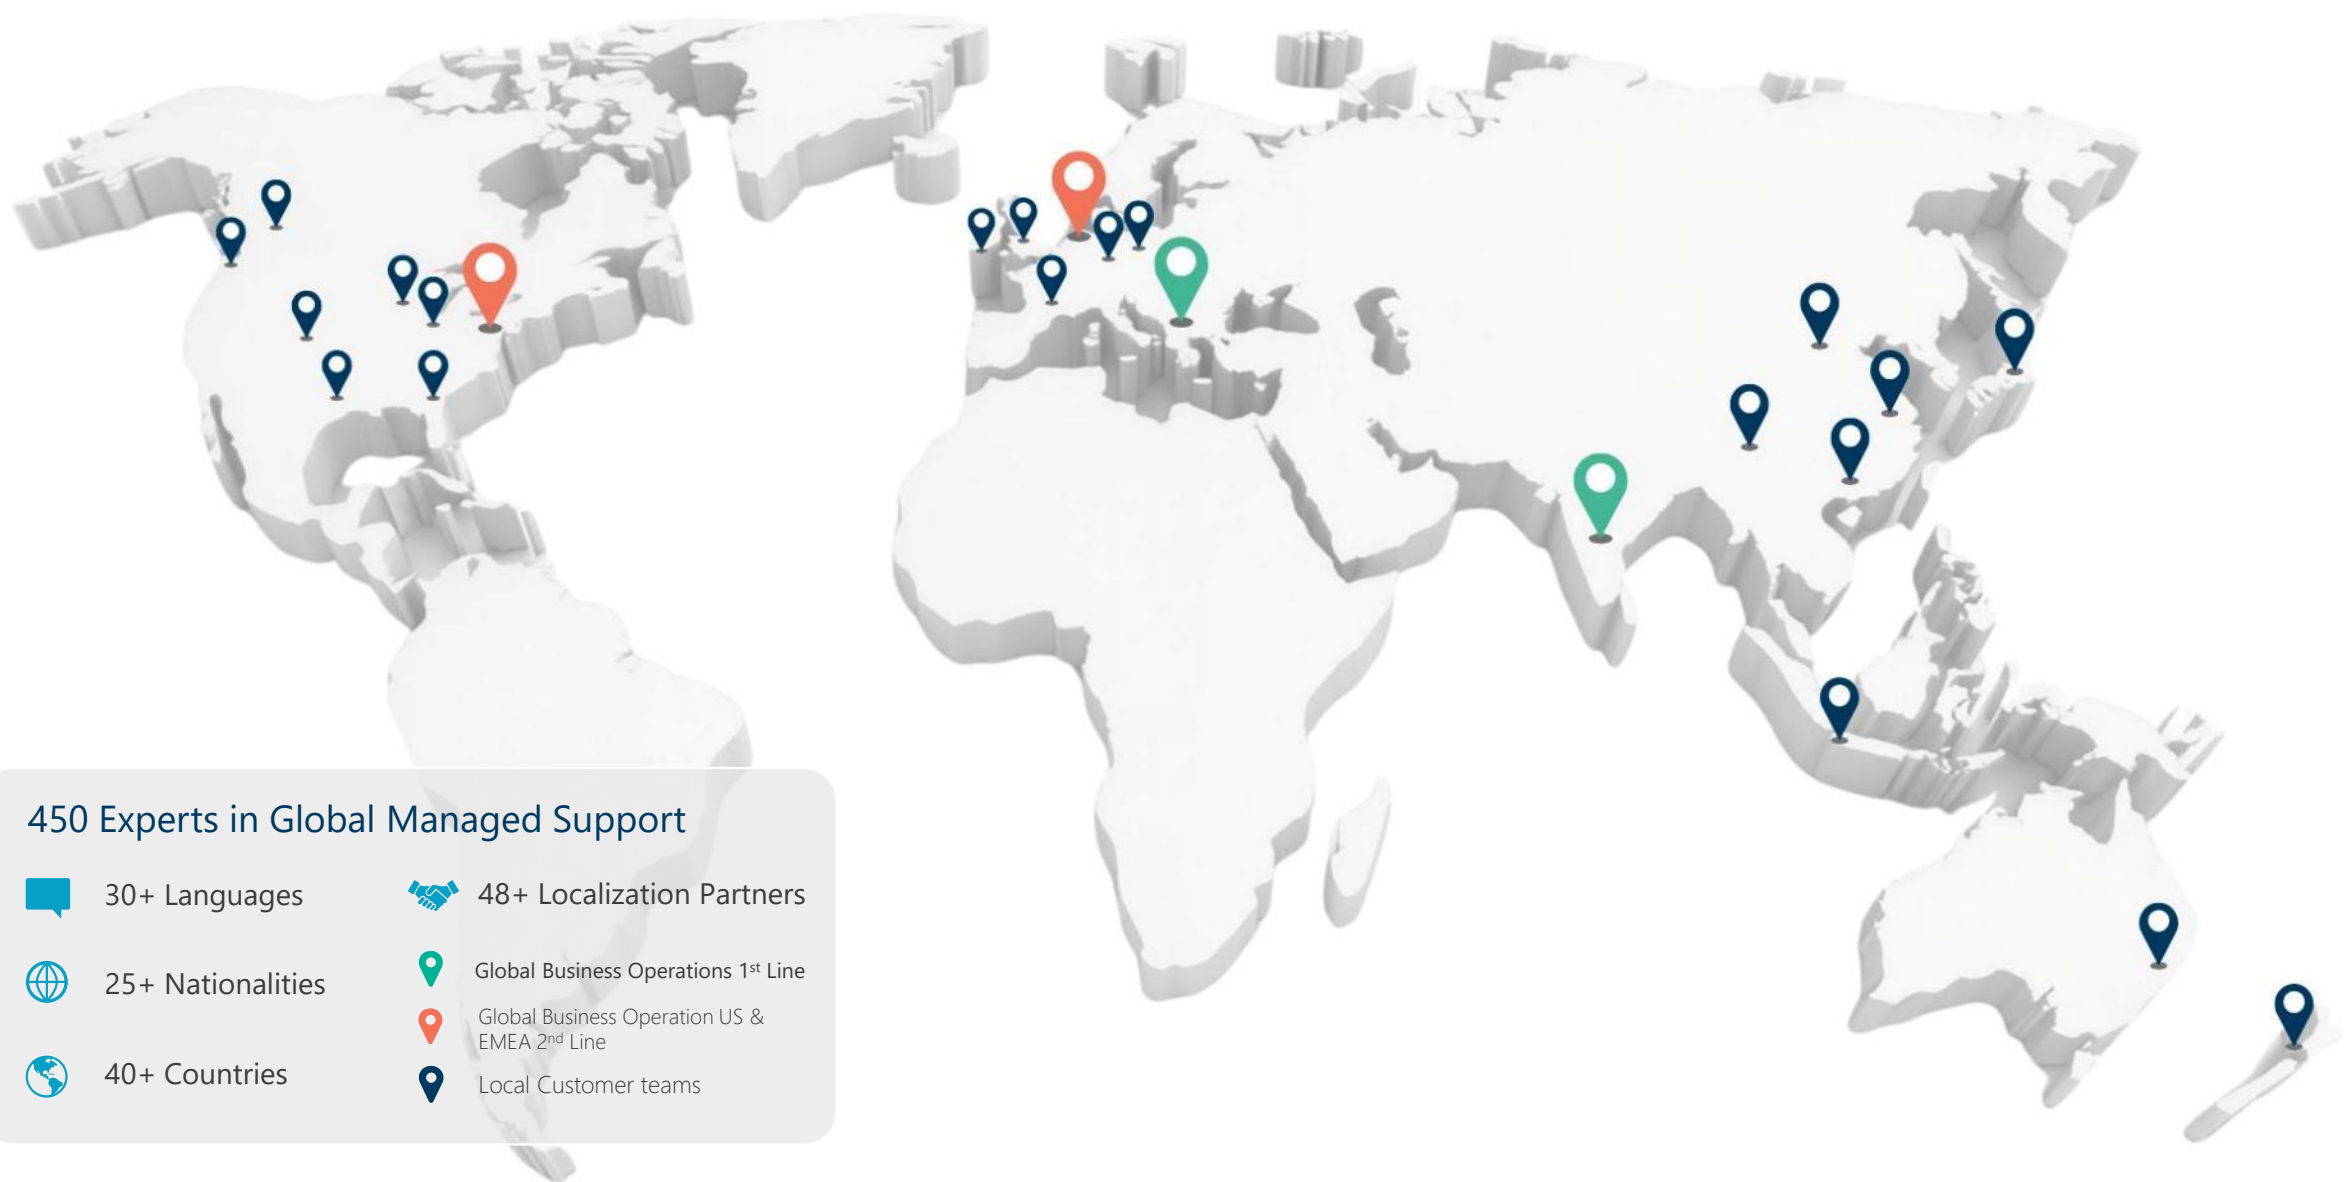 450 Experts in Global Managed Support
30+ Languages
48+ Localization Partners
25+ Nationalities
Global Business Operations 1st Line
Global Business Operation US &
EMEA 2nd Line
40+ Countries
Local Customer teams